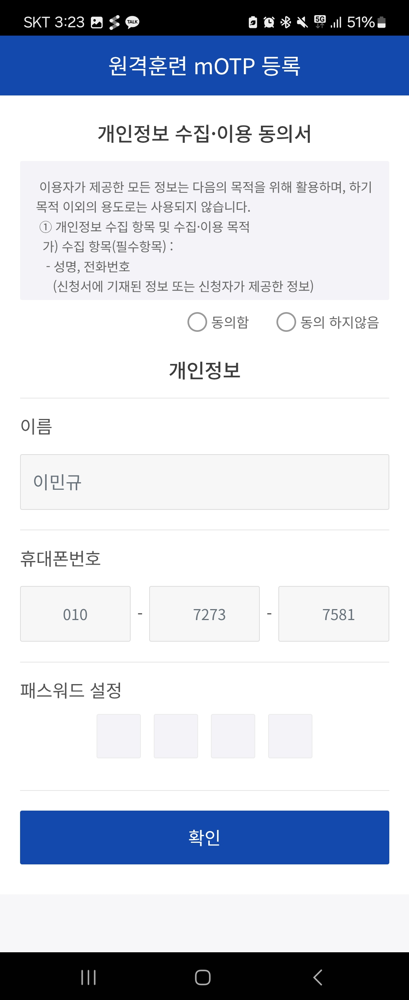 SKT 3:23 TALK 5G 51%
원격훈련 mOTP 등록
개인정보 수집·이용 동의서
이용자가 제공한 모든 정보는 다음의 목적을 위해 활용하며, 하기
목적 이외의 용도로는 사용되지 않습니다.
① 개인정보 수집 항목 및 수집·이용 목적
가) 수집 항목(필수항목) :
- 성명, 전화번호
(신청서에 기재된 정보 또는 신청자가 제공한 정보)
동의함 동의 하지않음
개인정보
이름
이민규
휴대폰번호
010 - 7273 - 7581
패스워드 설정
확인